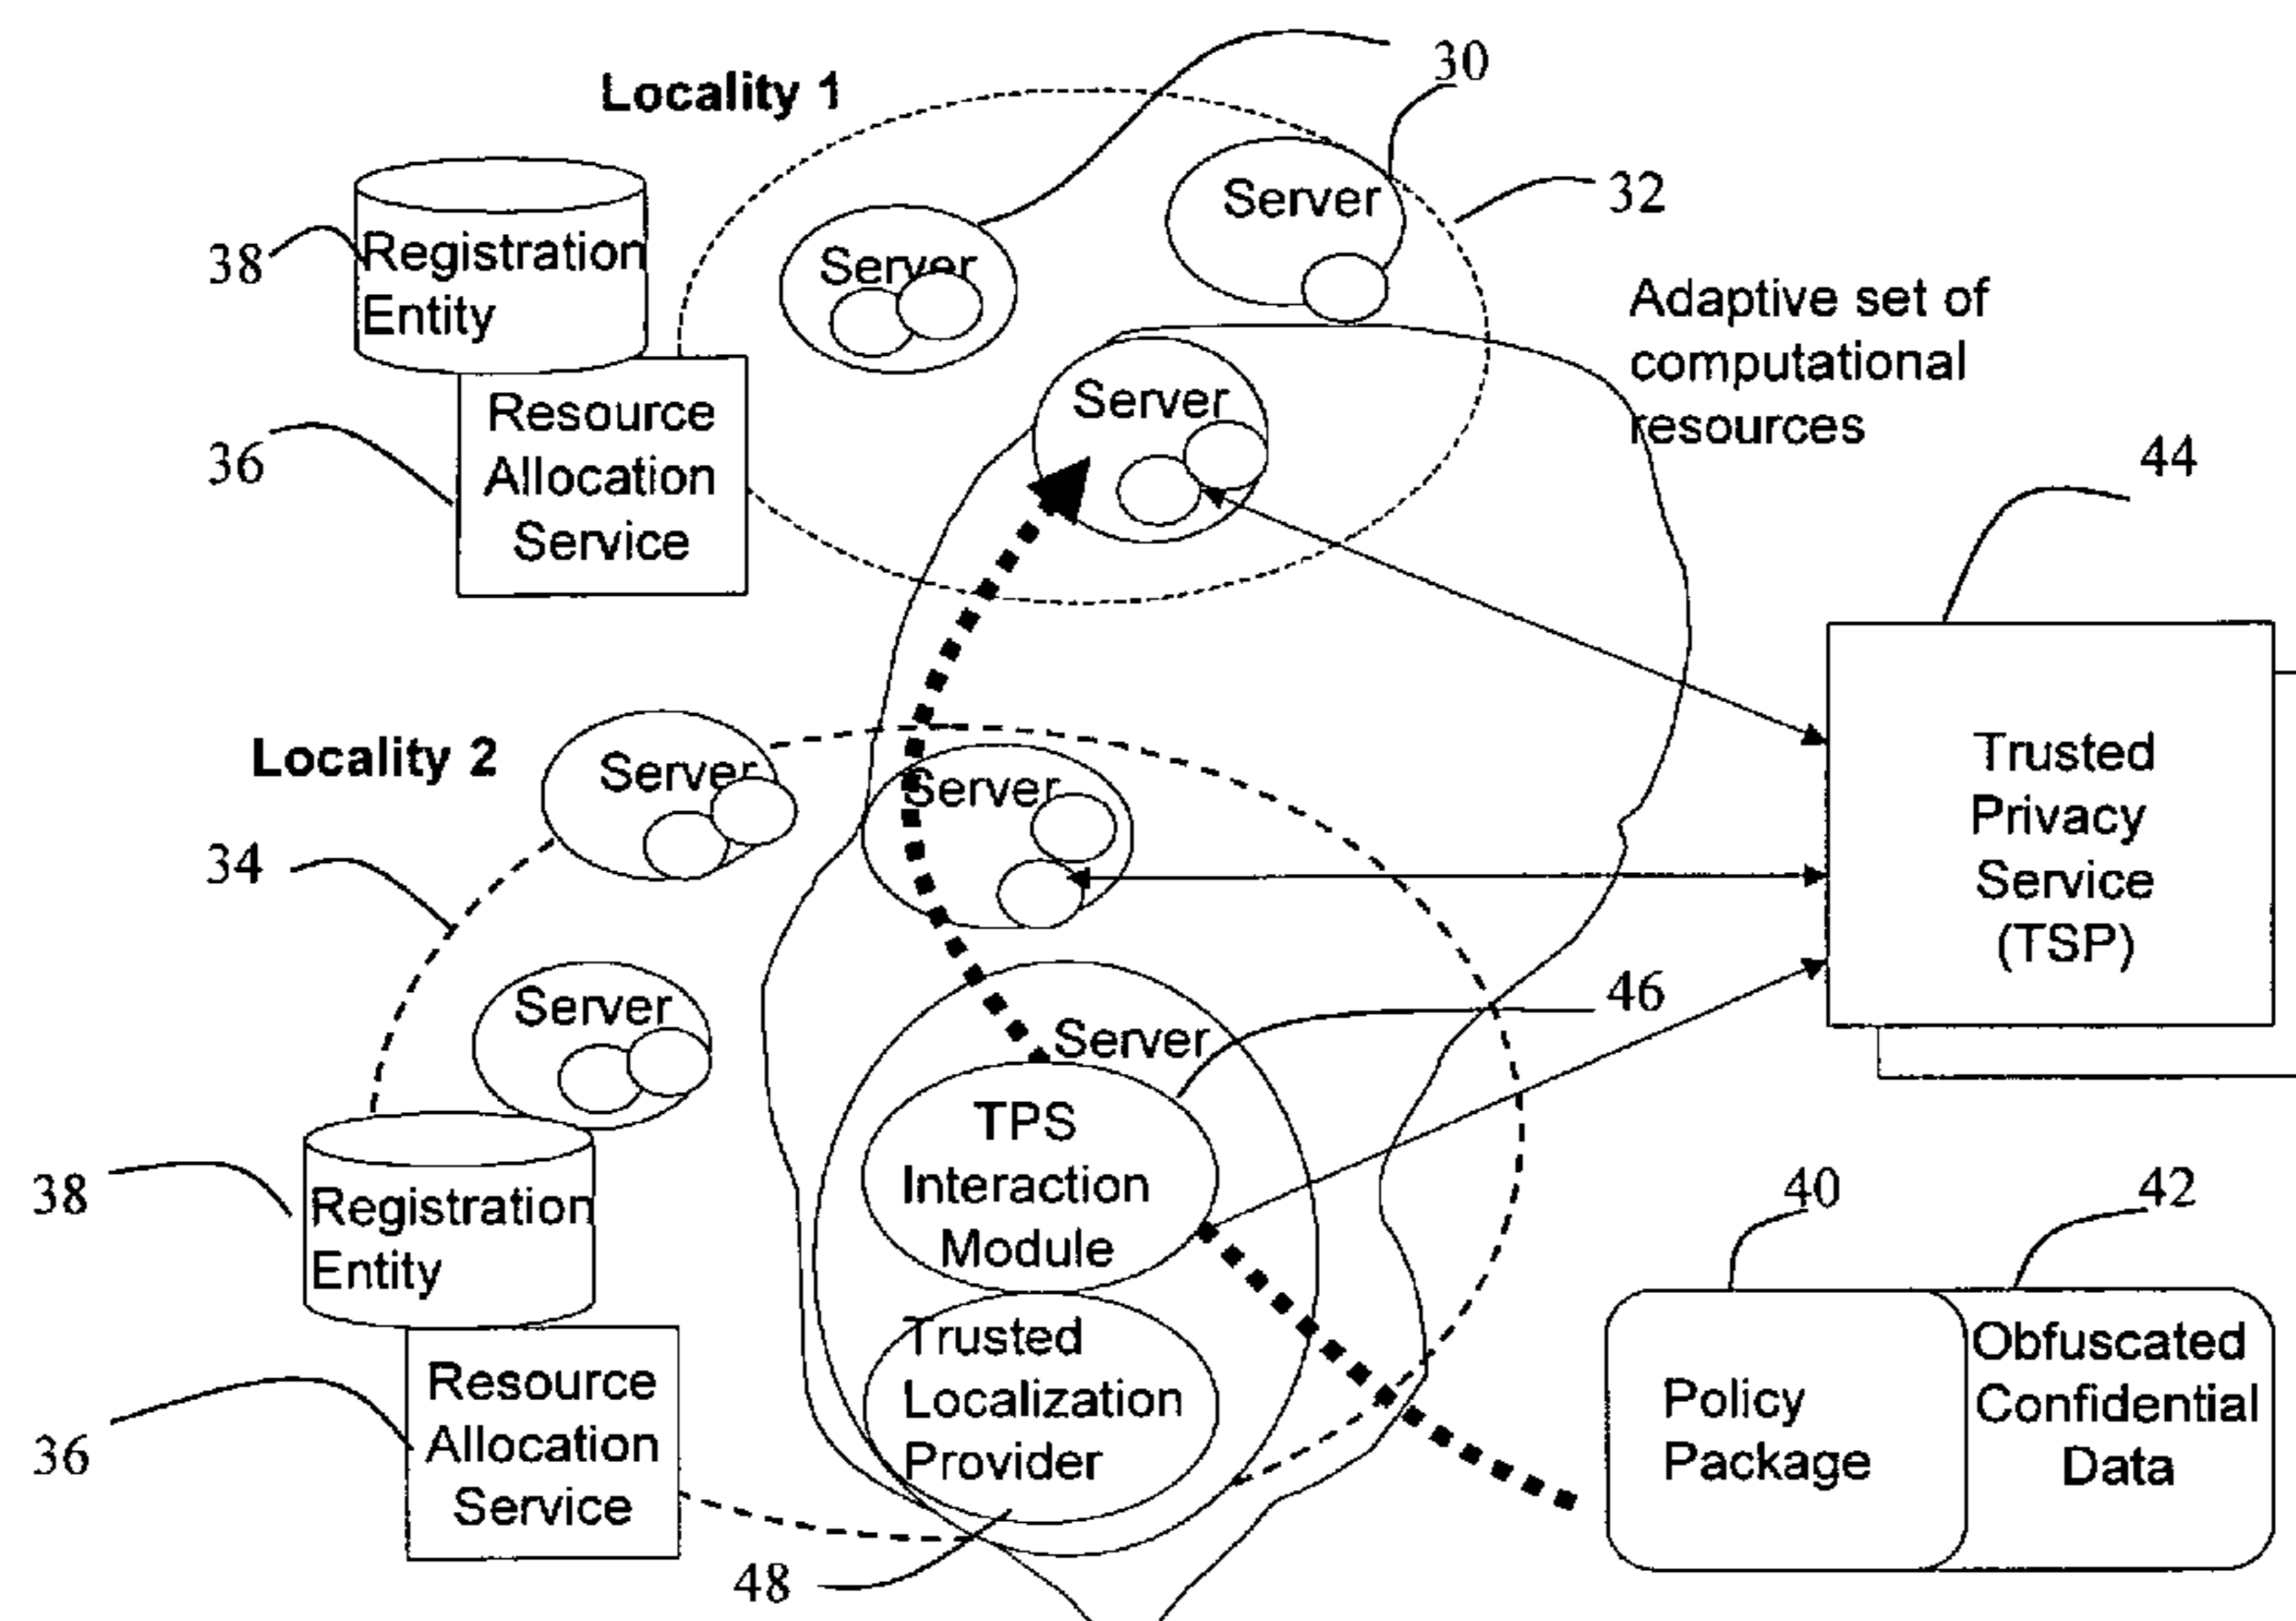 Locality 1
30
Server
32
38
Registration
Entity
Server
Adaptive set of
computational
resources
Server
36
Resource
Allocation
Service
44
Locality 2
Server
Server
Trusted
Privacy
Service
(TSP)
34
Server
46
Server
38
Registration
Entity
TPS
Interaction
Module
40
42
36
Resource
Allocation
Service
Trusted
Localization
Provider
Policy
Package
Obfuscated
Confidential
Data
48